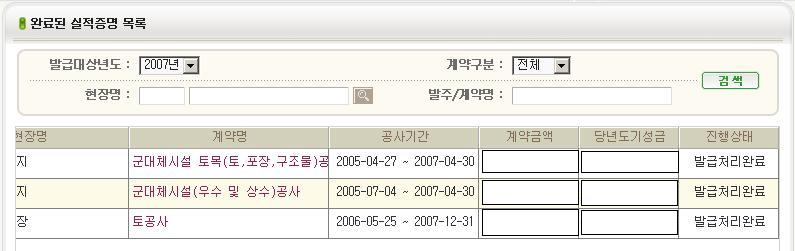 완료된 실적증명 목록
발급대상년도 : 2007년 계약구분 : 전체
검색
현장명 : 발주/계약명 :
현장명 계약명 공사기간 계약금액 당년도기성금 진행상태
지 군대체시설 토목(토,포장,구조물)공 2005-04-27 ~ 2007-04-30 발급처리완료
지 군대체시설(우수 및 상수)공사 2005-07-04 ~ 2007-04-30 발급처리완료
장 토공사 2006-05-25 ~ 2007-12-31 발급처리완료